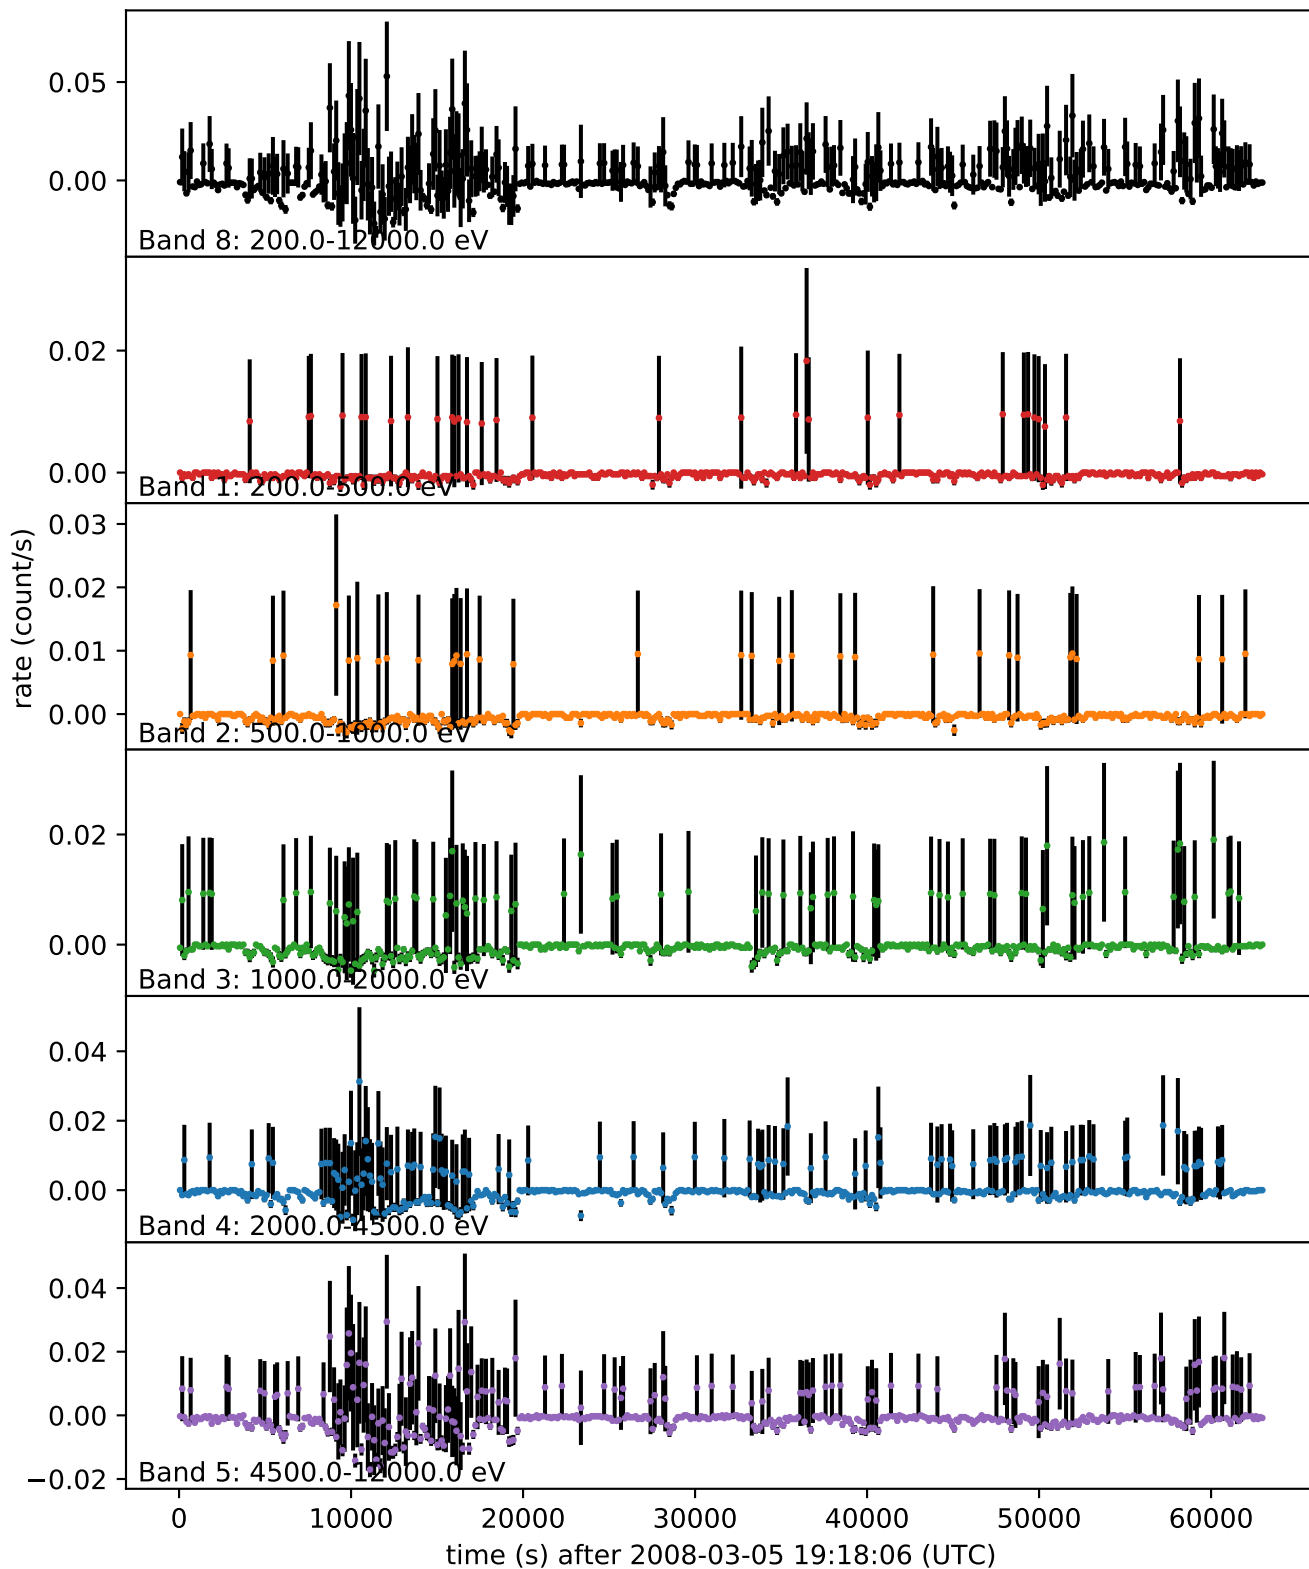 0.05
0.00
Band 8: 200.0-12000.0 eV
0.02
0.00
Band 1: 200.0-500.0 eV
0.03
0.02
0.01
0.00
Band 2: 500.0-1000.0 eV
rate (count/s)
0.02
0.00
Band 3: 1000.0-2000.0 eV
0.04
0.02
0.00
Band 4: 2000.0-4500.0 eV
0.04
0.02
0.00
−0.02
Band 5: 4500.0-12000.0 eV
0 10000 20000 30000 40000 50000 60000
time (s) after 2008-03-05 19:18:06 (UTC)